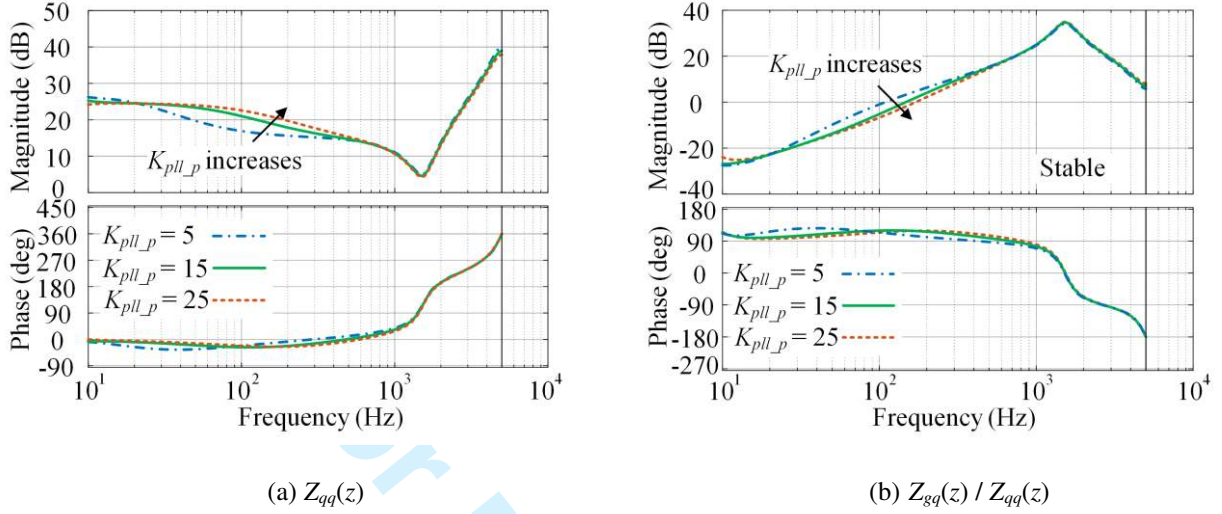 Magnitude (dB)
50
40
30
20
10
0
K_pll_p increases
Phase (deg)
450
360
270
180
90
0
-90
K_pll_p = 5
K_pll_p = 15
K_pll_p = 25
10^1
10^2
10^3
10^4
Frequency (Hz)
(a) Z_qq(z)
Magnitude (dB)
40
20
0
-20
-40
K_pll_p increases
Stable
Phase (deg)
180
90
0
-90
-180
-270
K_pll_p = 5
K_pll_p = 15
K_pll_p = 25
10^1
10^2
10^3
10^4
Frequency (Hz)
(b) Z_gq(z) / Z_qq(z)